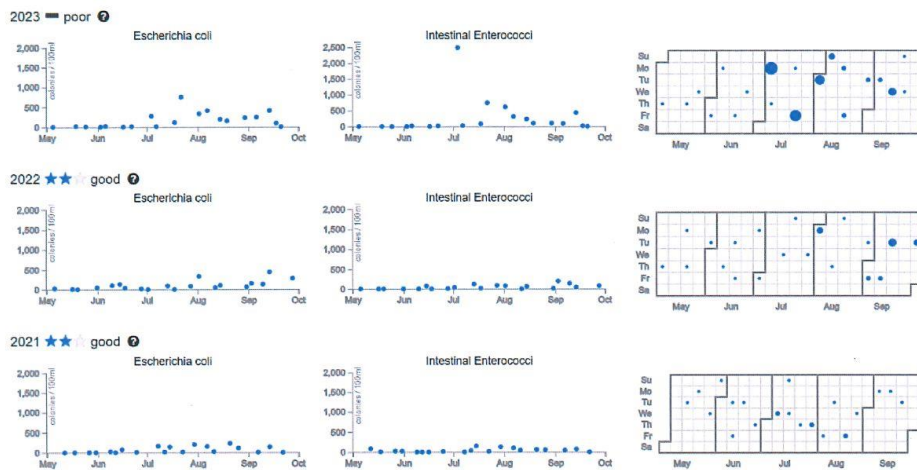 2023 poor ?
Escherichia coli
Intestinal Enterococci
colonies / 100ml
2,000
1,500
1,000
500
0
May Jun Jul Aug Sep Oct
colonies / 100ml
2,500
2,000
1,500
1,000
500
0
May Jun Jul Aug Sep Oct
Su
Mo
Tu
We
Th
Fr
Sa
May Jun Jul Aug Sep
2022 good ?
Escherichia coli
Intestinal Enterococci
colonies / 100ml
2,000
1,500
1,000
500
0
May Jun Jul Aug Sep Oct
colonies / 100ml
2,000
1,500
1,000
500
0
May Jun Jul Aug Sep Oct
Su
Mo
Tu
We
Th
Fr
Sa
May Jun Jul Aug Sep
2021 good ?
Escherichia coli
Intestinal Enterococci
colonies / 100ml
2,000
1,500
1,000
500
0
May Jun Jul Aug Sep Oct
colonies / 100ml
2,000
1,500
1,000
500
0
May Jun Jul Aug Sep Oct
Su
Mo
Tu
We
Th
Fr
Sa
May Jun Jul Aug Sep